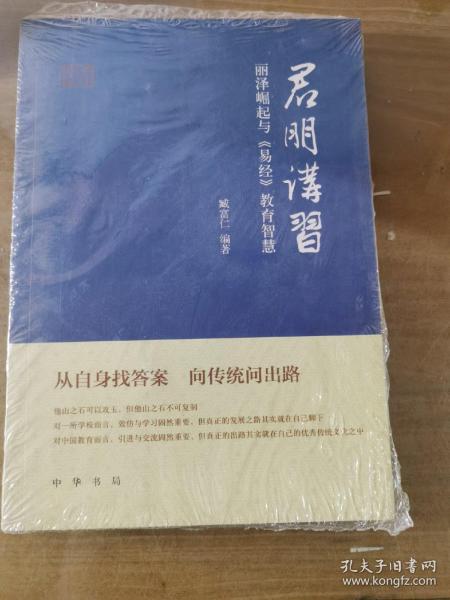 君朋講習
丽泽崛起与《易经》教育智慧
臧富仁 编著
从自身找答案 向传统问出路
他山之石可以攻玉，但他山之石不可复制
对一所学校而言，效仿与学习固然重要，但真正的发展之路其实就在自己脚下
对中国教育而言，引进与交流固然重要，但真正的出路其实就在自己的优秀传统文化之中
中华书局
孔夫子旧书网
www.kongfz.com